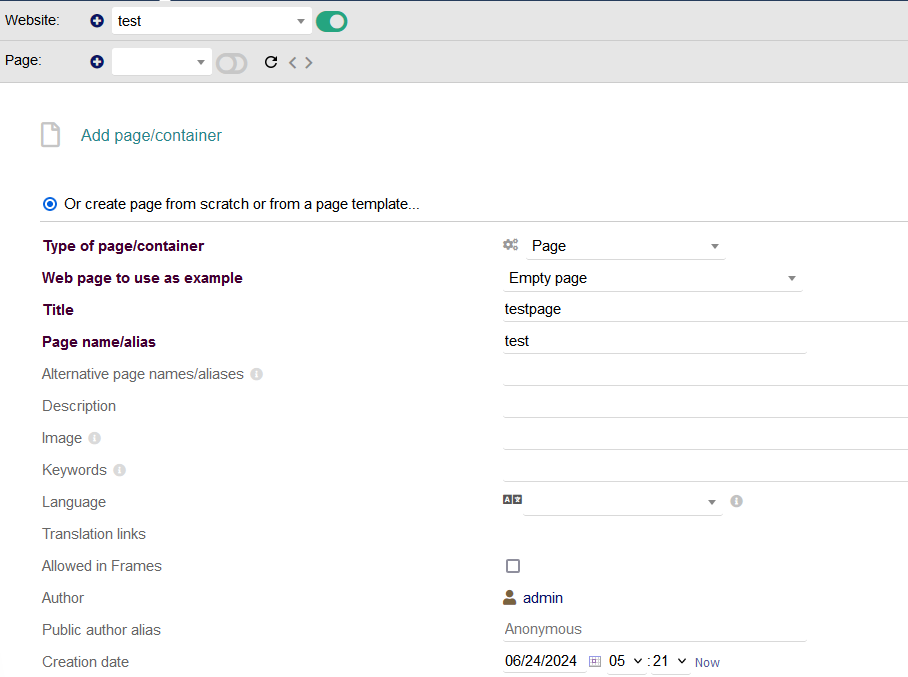 Website: test
Page:
Add page/container
Or create page from scratch or from a page template...
Type of page/container Page
Web page to use as example Empty page
Title testpage
Page name/alias test
Alternative page names/aliases
Description
Image
Keywords
Language
Translation links
Allowed in Frames
Author admin
Public author alias Anonymous
Creation date 06/24/2024 05 : 21 Now